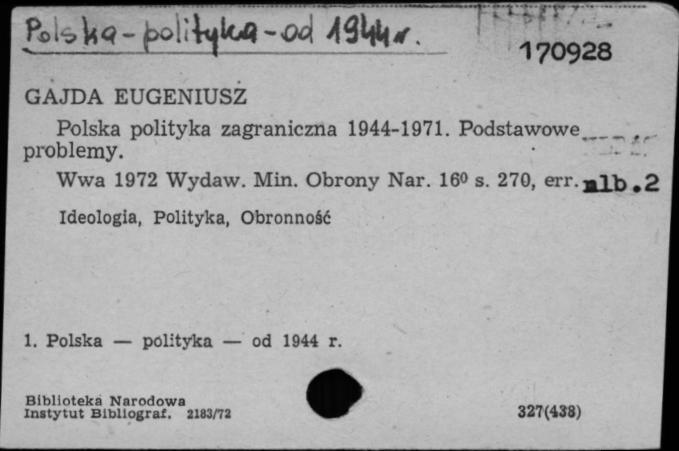 Polska - polityka - od 1944 r.
170928
GAJDA EUGENIUSZ
Polska polityka zagraniczna 1944-1971. Podstawowe
problemy.
Wwa 1972 Wydaw. Min. Obrony Nar. 16⁰ s. 270, err. nlb.2
Ideologia, Polityka, Obronność
1. Polska — polityka — od 1944 r.
Biblioteka Narodowa
Instytut Bibliograf. 2183/72
327(438)